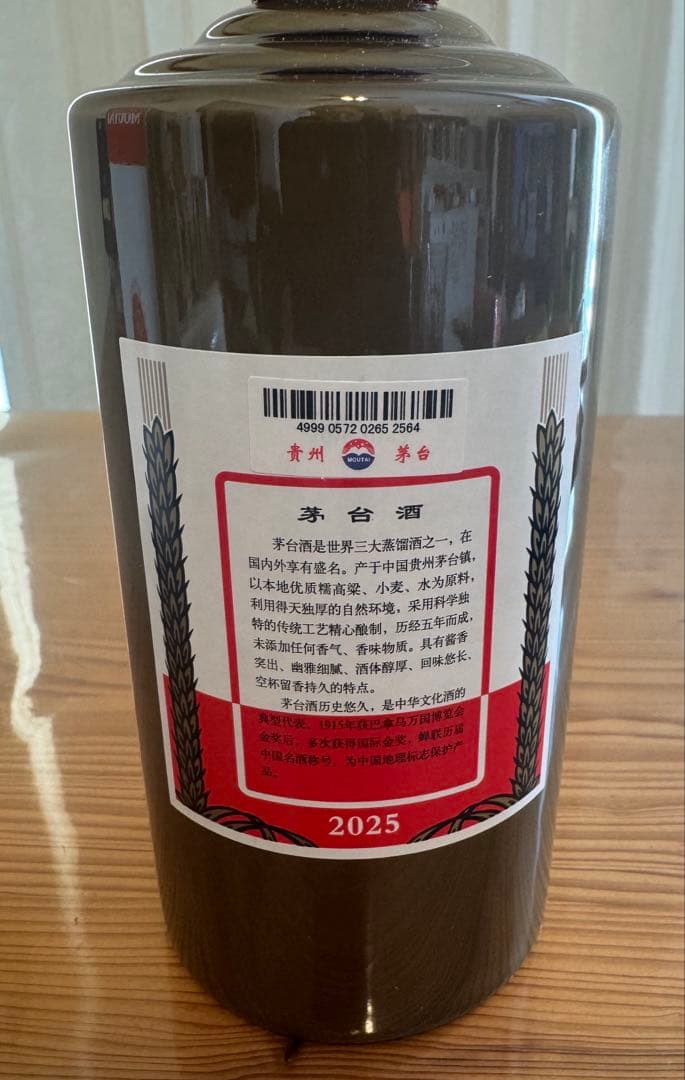 MOUTAI
4999 0572 0265 2564
贵州 MOUTAI 茅台
茅台酒
茅台酒是世界三大蒸馏酒之一，在
国内外享有盛名。产于中国贵州茅台镇，
以本地优质糯高粱、小麦、水为原料，
利用得天独厚的自然环境，采用科学独
特的传统工艺精心酿制，历经五年而成，
未添加任何香气、香味物质。具有酱香
突出、幽雅细腻、酒体醇厚、回味悠长、
空杯留香持久的特点。
茅台酒历史悠久，是中华文化酒的
典型代表，1915年获巴拿马万国博览会
金奖后，多次获得国际金奖，蝉联历届
中国名酒称号，为中国地理标志保护产
品。
2025